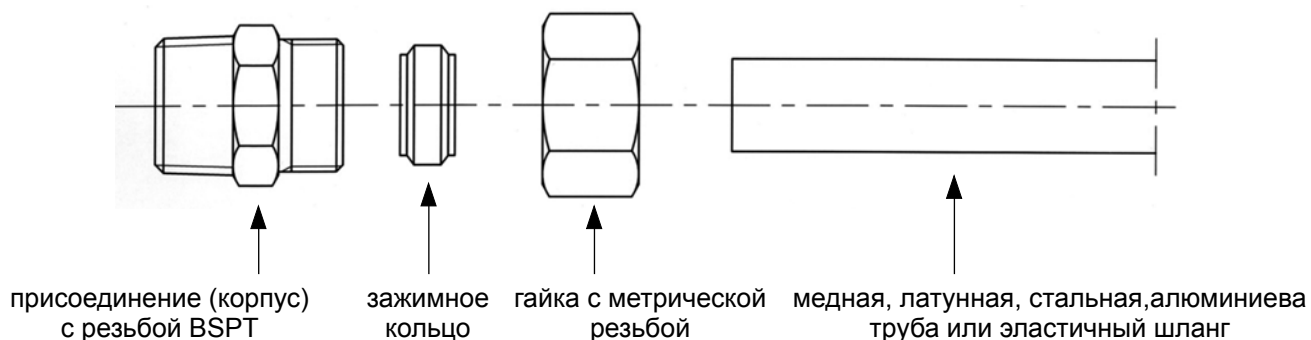 присоединение (корпус)
с резьбой BSPT
зажимное
кольцо
гайка с метрической
резьбой
медная, латунная, стальная,алюминиева
труба или эластичный шланг